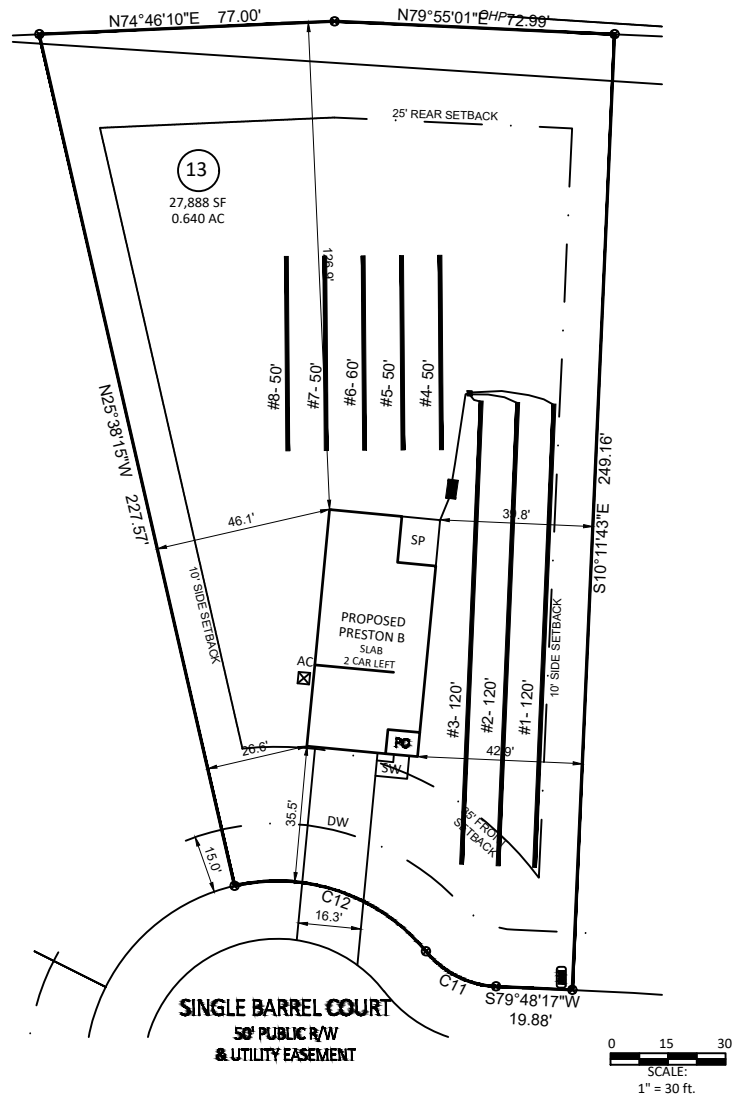 N74°46'10"E 77.00'
N79°55'01"E 72.99'
OHP
25' REAR SETBACK
13
27,888 SF
0.640 AC
126.9'
#8- 50'
#7- 50'
#6- 60'
#5- 50'
#4- 50'
N25°38'15"W 227.57'
S10°11'43"E 249.16'
46.1'
39.8'
SP
10' SIDE SETBACK
10' SIDE SETBACK
PROPOSED
PRESTON B
SLAB
2 CAR LEFT
AC
#3- 120'
#2- 120'
#1- 120'
26.6'
42.9'
SW
35.5'
DW
FRONT
SETBACK
15.0'
C12
16.3'
C11
S79°48'17"W
19.88'
SINGLE BARREL COURT
50' PUBLIC R/W
& UTILITY EASEMENT
0 15 30
SCALE:
1" = 30 ft.